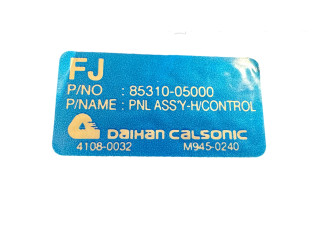 FJ
P/NO : 85310-05000
P/NAME : PNL ASS'Y-H/CONTROL
DAIHAN CALSONIC
4108-0032 M945-0240